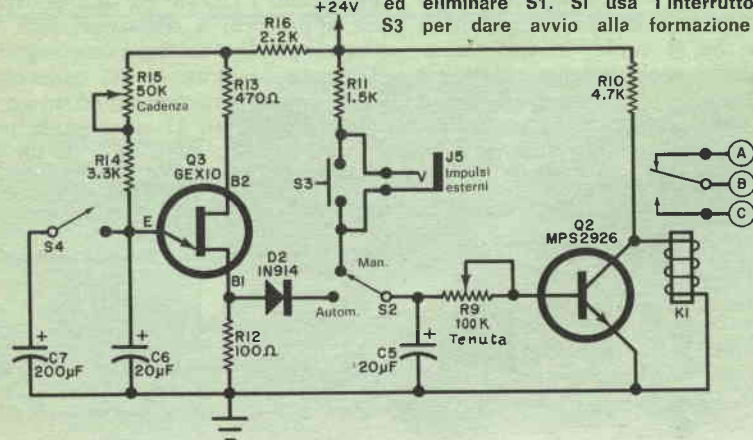 ed eliminare S1. Si usa l'interrutto
S3 per dare avvio alla formazione
+24V
R16
2.2K
R15
50K
Cadenza
R13
470Ω
R11
1.5K
R10
4.7K
R14
3.3K
Q3
GEX10
B2
E
B1
S3
J5
Impulsi
esterni
A
B
C
S4
Q2
MPS2926
D2
1N914
Man.
Autom.
S2
R9
100K
Tenuta
K1
+
C7
200µF
+
C6
20µF
R12
100Ω
+
C5
20µF